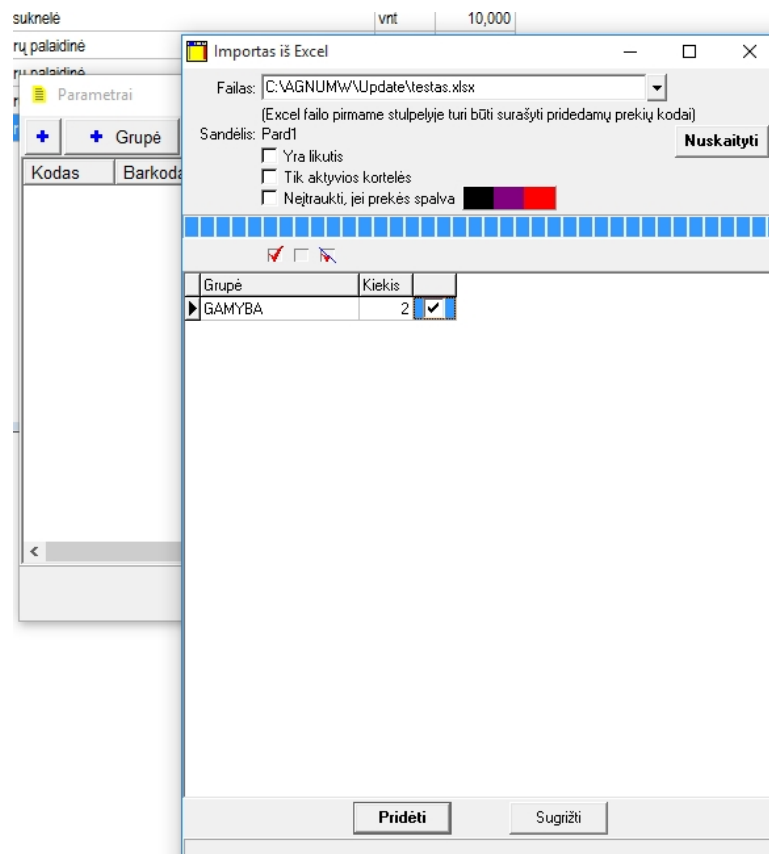 suknelė vnt 10,000
rų palaidinė
rų palaidinė
Importas iš Excel
Parametrai
Failas: C:\AGNUMW\Update\testas.xlsx
(Excel failo pirmame stulpelyje turi būti surašyti pridedamų prekių kodai)
Sandėlis: Pard1
Nuskaityti
Yra likutis
Tik aktyvios kortelės
Neįtraukti, jei prekės spalva
+ + Grupė
Kodas Barkoda
Grupė Kiekis
GAMYBA 2
Pridėti Sugrįžti